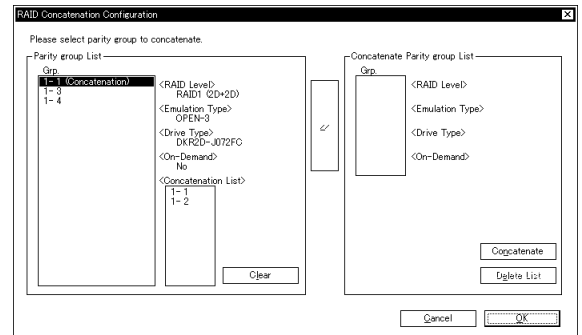 RAID Concatenation Configuration
Please select parity group to concatenate.
Parity group List
Grp.
1- 1 (Concatenation)
1- 3
1- 4
<RAID Level>
RAID1 (2D+2D)
<Emulation Type>
OPEN-3
<Drive Type>
DKR2D-J072FC
<On-Demand>
No
<Concatenation List>
1- 1
1- 2
Clear
Concatenate Parity group List
Grp.
<RAID Level>
<Emulation Type>
<Drive Type>
<On-Demand>
Concatenate
Delete List
Cancel
OK